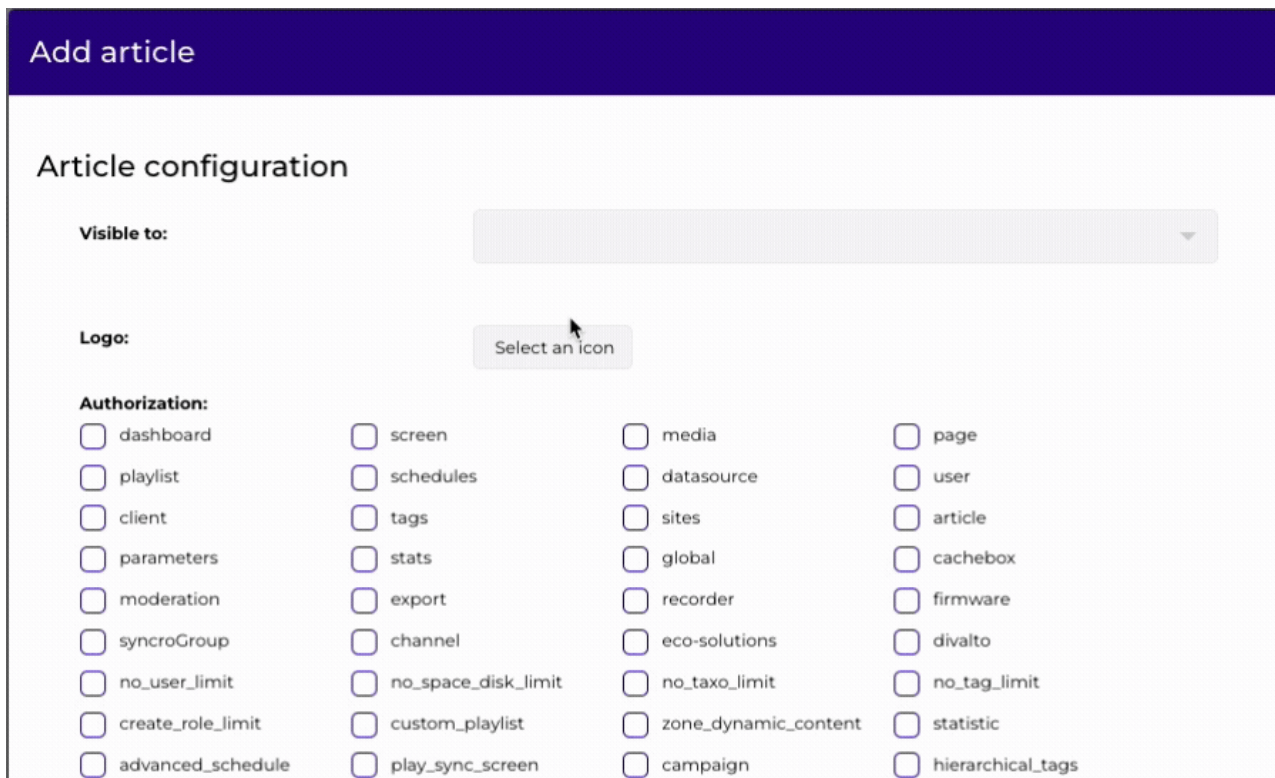 Add article
Article configuration
Visible to:
Logo:
Select an icon
Authorization:
dashboard screen media page
playlist schedules datasource user
client tags sites article
parameters stats global cachebox
moderation export recorder firmware
syncroGroup channel eco-solutions divalto
no_user_limit no_space_disk_limit no_taxo_limit no_tag_limit
create_role_limit custom_playlist zone_dynamic_content statistic
advanced_schedule play_sync_screen campaign hierarchical_tags